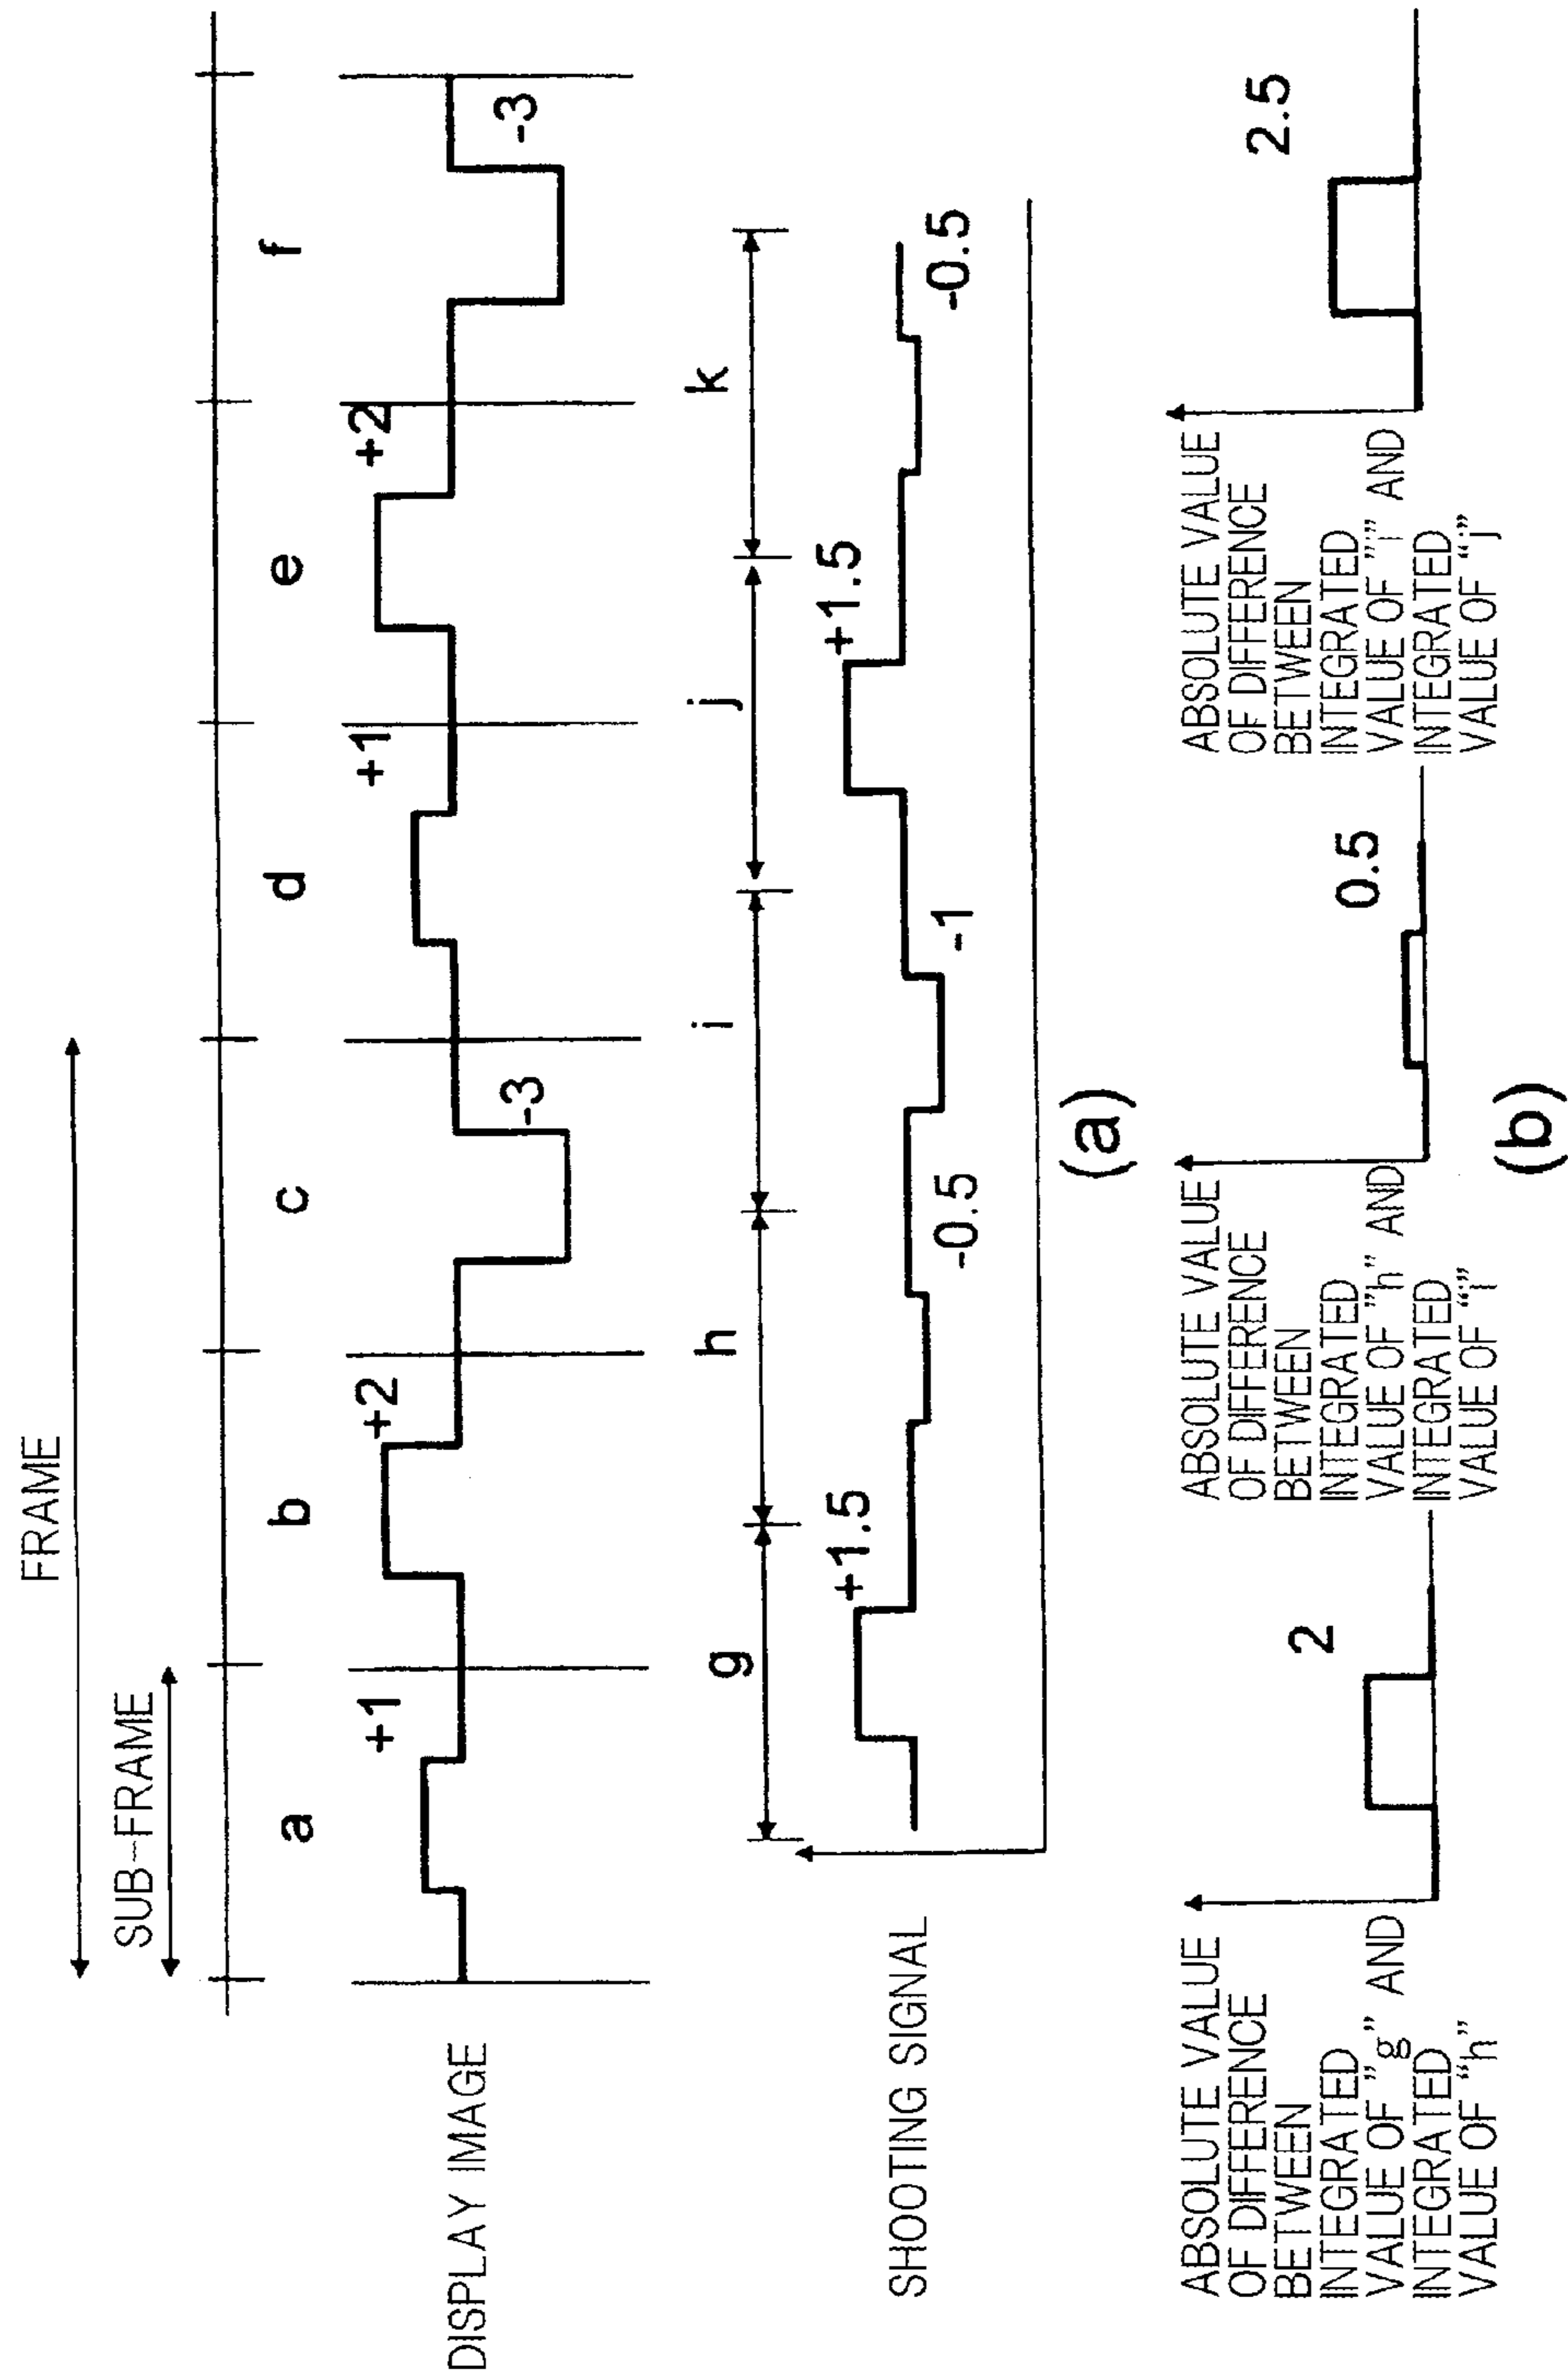 FRAME
SUB-FRAME
a b c d e f
DISPLAY IMAGE
+1 +2 -3 +1 +2 -3
g h i j k
SHOOTING SIGNAL
+1.5 -0.5 -1 +1.5 -0.5
(a)
ABSOLUTE VALUE
OF DIFFERENCE
BETWEEN
INTEGRATED
VALUE OF "g" AND
INTEGRATED
VALUE OF "h"
2
ABSOLUTE VALUE
OF DIFFERENCE
BETWEEN
INTEGRATED
VALUE OF "h" AND
INTEGRATED
VALUE OF "i"
0.5
ABSOLUTE VALUE
OF DIFFERENCE
BETWEEN
INTEGRATED
VALUE OF "i" AND
INTEGRATED
VALUE OF "j"
2.5
(b)